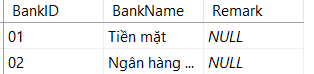 BankID BankName Remark
01 Tiền mặt NULL
02 Ngân hàng ... NULL